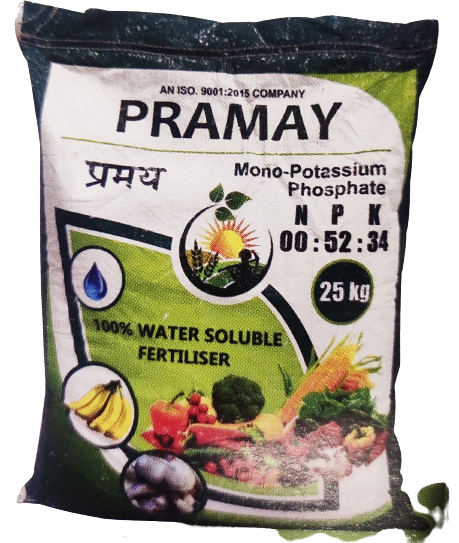 AN ISO. 9001:2015 COMPANY
PRAMAY
प्रमय
Mono-Potassium
Phosphate
N P K
00:52:34
25 kg
100% WATER SOLUBLE
FERTILISER